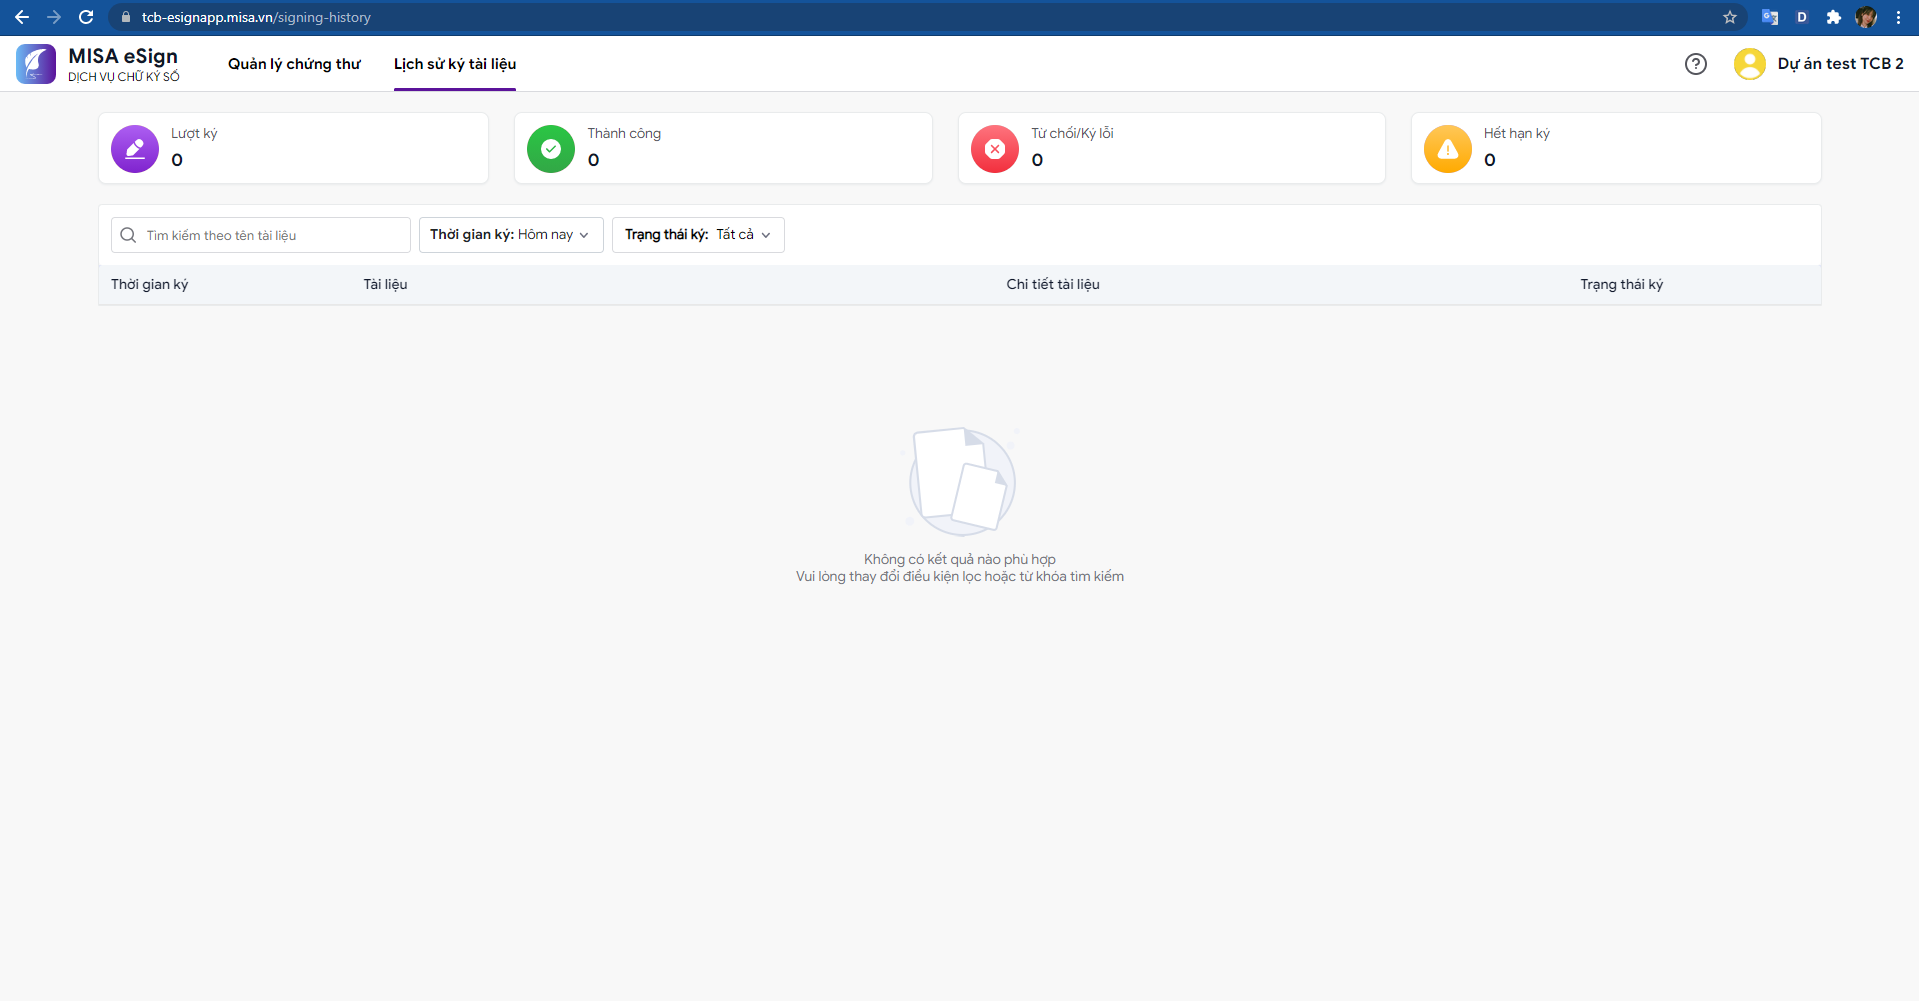 tcb-esignapp.misa.vn/signing-history
D
MISA eSign
DỊCH VỤ CHỮ KÝ SỐ
Quản lý chứng thư
Lịch sử ký tài liệu
?
Dự án test TCB 2
Lượt ký
0
Thành công
0
Từ chối/Ký lỗi
0
Hết hạn ký
0
Tìm kiếm theo tên tài liệu
Thời gian ký: Hôm nay
Trạng thái ký: Tất cả
Thời gian ký
Tài liệu
Chi tiết tài liệu
Trạng thái ký
Không có kết quả nào phù hợp
Vui lòng thay đổi điều kiện lọc hoặc từ khóa tìm kiếm